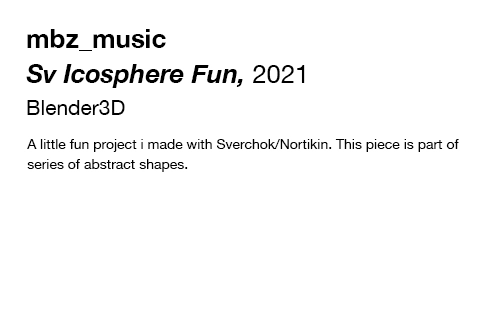 mbz_music
Sv Icosphere Fun, 2021
Blender3D
A little fun project i made with Sverchok/Nortikin. This piece is part of
series of abstract shapes.